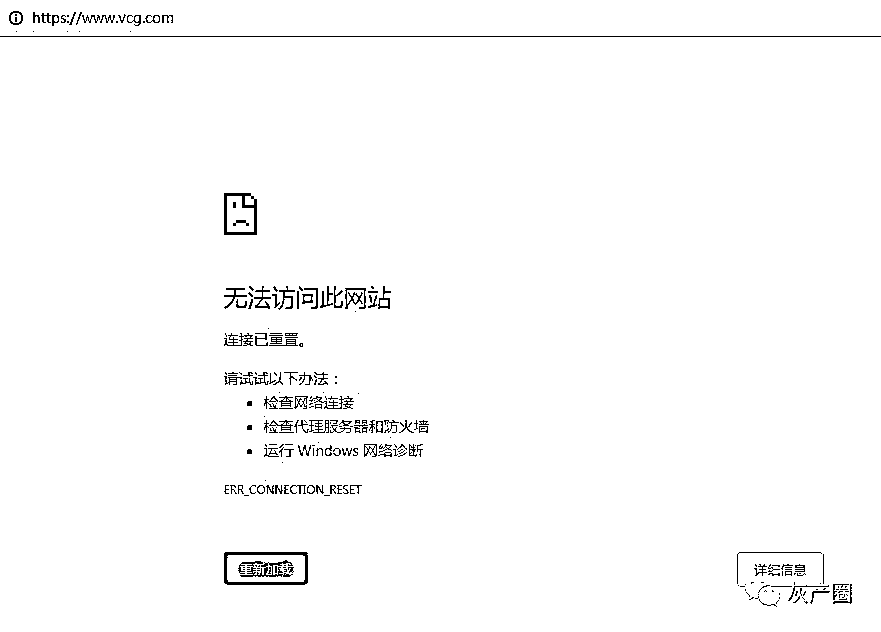 https://www.vcg.com
无法访问此网站
连接已重置。
请试试以下办法：
检查网络连接
检查代理服务器和防火墙
运行 Windows 网络诊断
ERR_CONNECTION_RESET
重新加载
详细信息
灰产圈